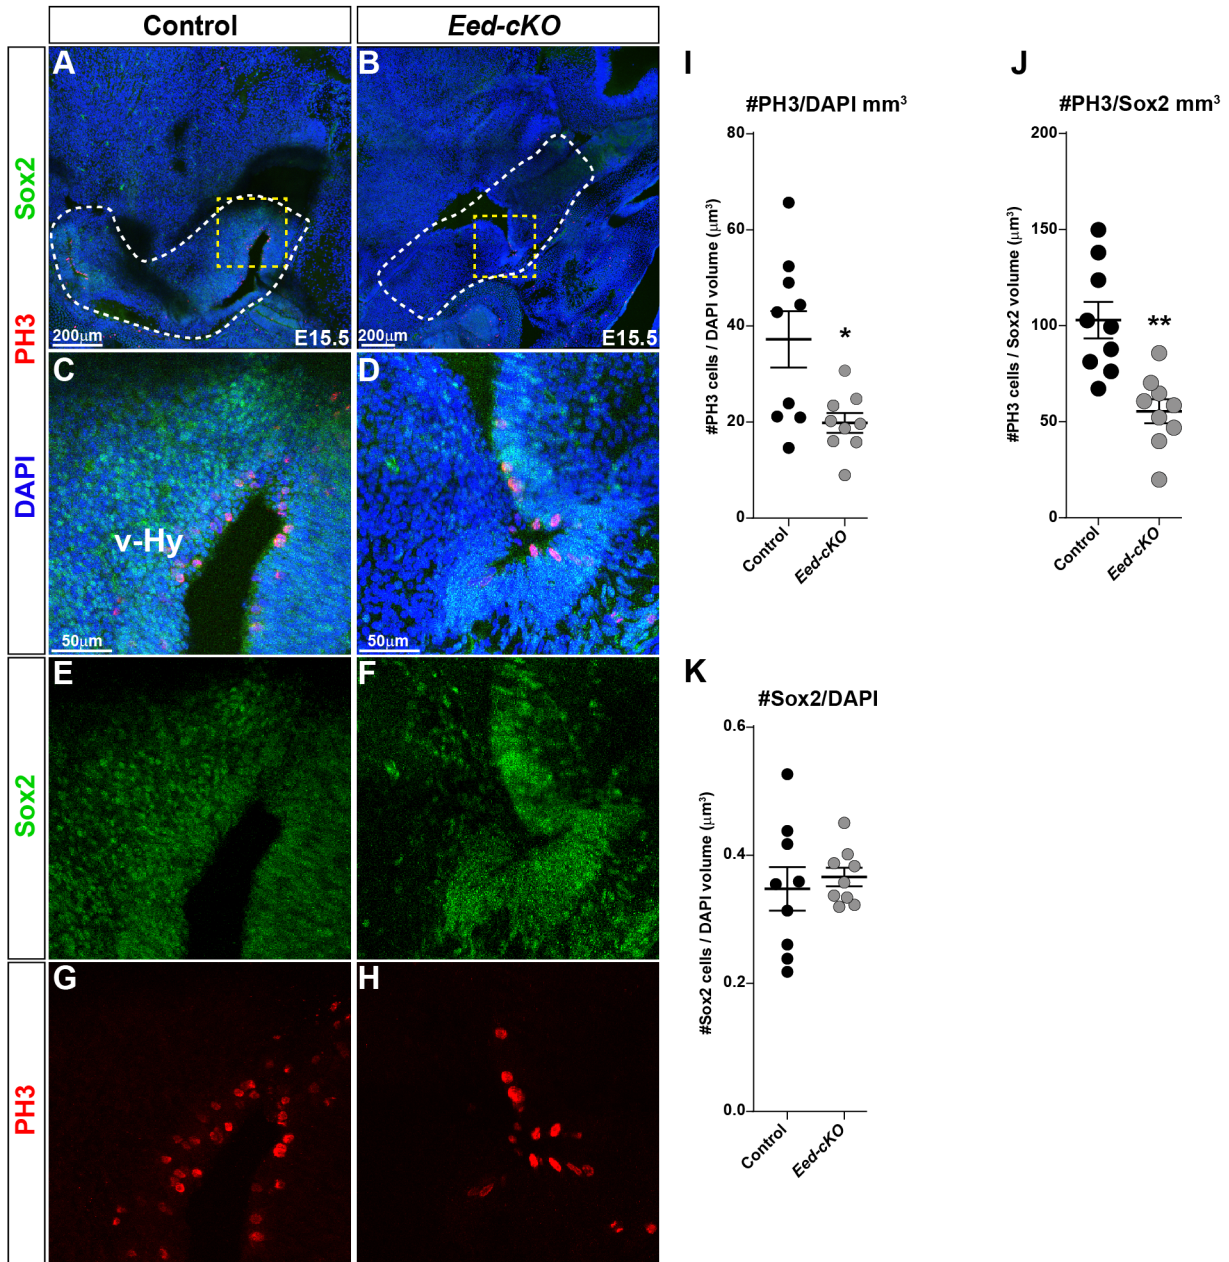 Control
Eed-cKO
Sox2
PH3
DAPI
A
200μm
E15.5
B
200μm
E15.5
C
v-Hy
50μm
D
50μm
Sox2
E
F
PH3
G
H
I
#PH3/DAPI mm³
#PH3 cells / DAPI volume (μm³)
80
60
40
20
0
*
Control
Eed-cKO
J
#PH3/Sox2 mm³
#PH3 cells / Sox2 volume (μm³)
200
150
100
50
0
**
Control
Eed-cKO
K
#Sox2/DAPI
#Sox2 cells / DAPI volume (μm³)
0.6
0.4
0.2
0.0
Control
Eed-cKO